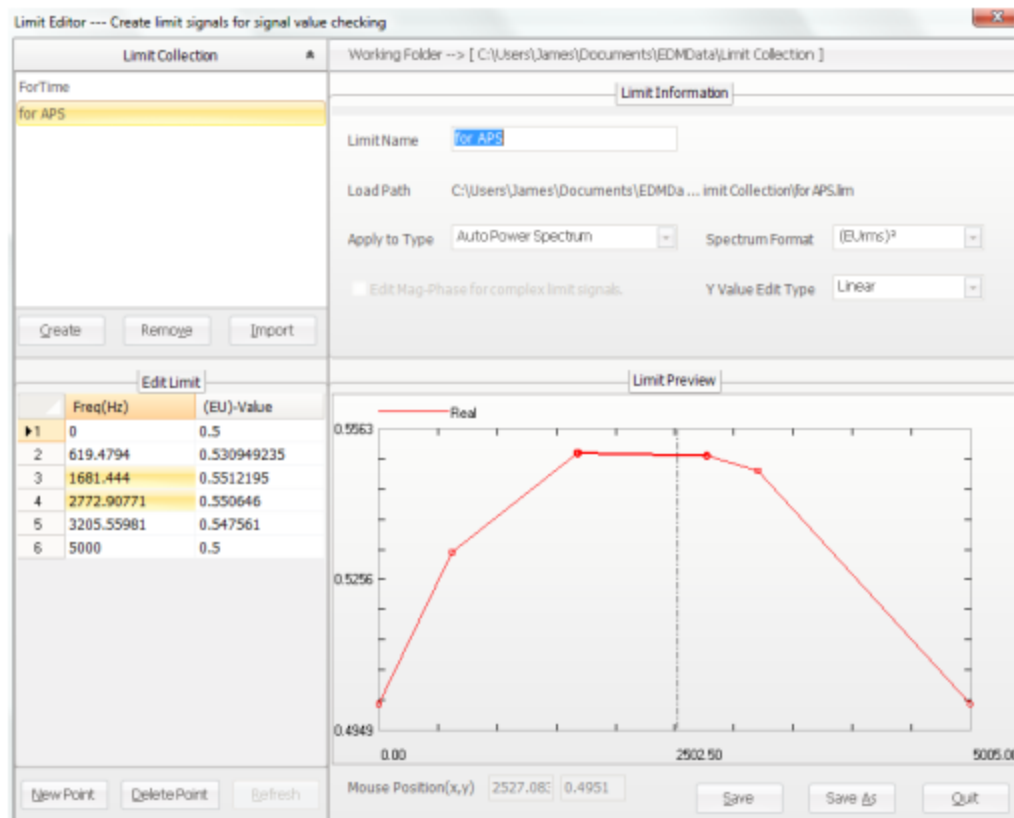 Limit Editor --- Create limit signals for signal value checking
Limit Collection
Working Folder --> [ C:\Users\James\Documents\EDMData\Limit Collection ]
ForTime
for APS
Limit Information
Limit Name
for APS
Load Path
C:\Users\James\Documents\EDMDa ... imit Collection\for APS.lim
Apply to Type
Auto Power Spectrum
Spectrum Format
(EUrms)²
Edit Mag-Phase for complex limit signals.
Y Value Edit Type
Linear
Create
Remove
Import
Edit Limit
Freq(Hz) (EU)-Value
1 0 0.5
2 619.4794 0.530949235
3 1681.444 0.5512195
4 2772.90771 0.550646
5 3205.55981 0.547561
6 5000 0.5
Limit Preview
Real
0.5563
0.5256
0.4949
0.00 2502.50 5005.00
New Point
Delete Point
Refresh
Mouse Position(x,y)
2527.083
0.4951
Save
Save As
Quit